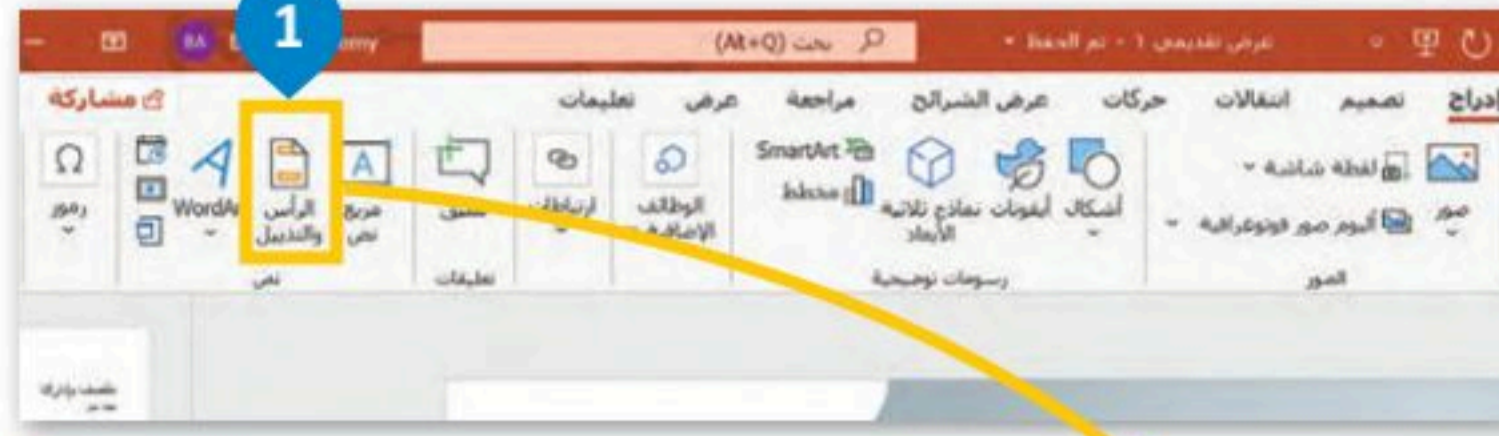 عرض تقديمي ١ - تم الحفظ
بحث (Alt+Q)
BA
1
إدراج
تصميم
انتقالات
حركات
عرض الشرائح
مراجعة
عرض
تعليمات
مشاركة
صور
لقطة شاشة
ألبوم صور فوتوغرافية
الصور
أشكال
أيقونات
نماذج ثلاثية الأبعاد
SmartArt
مخطط
رسومات توضيحية
الوظائف الإضافية
ارتباطات
تعليق
تعليقات
مربع نص
الرأس والتذييل
نص
رموز